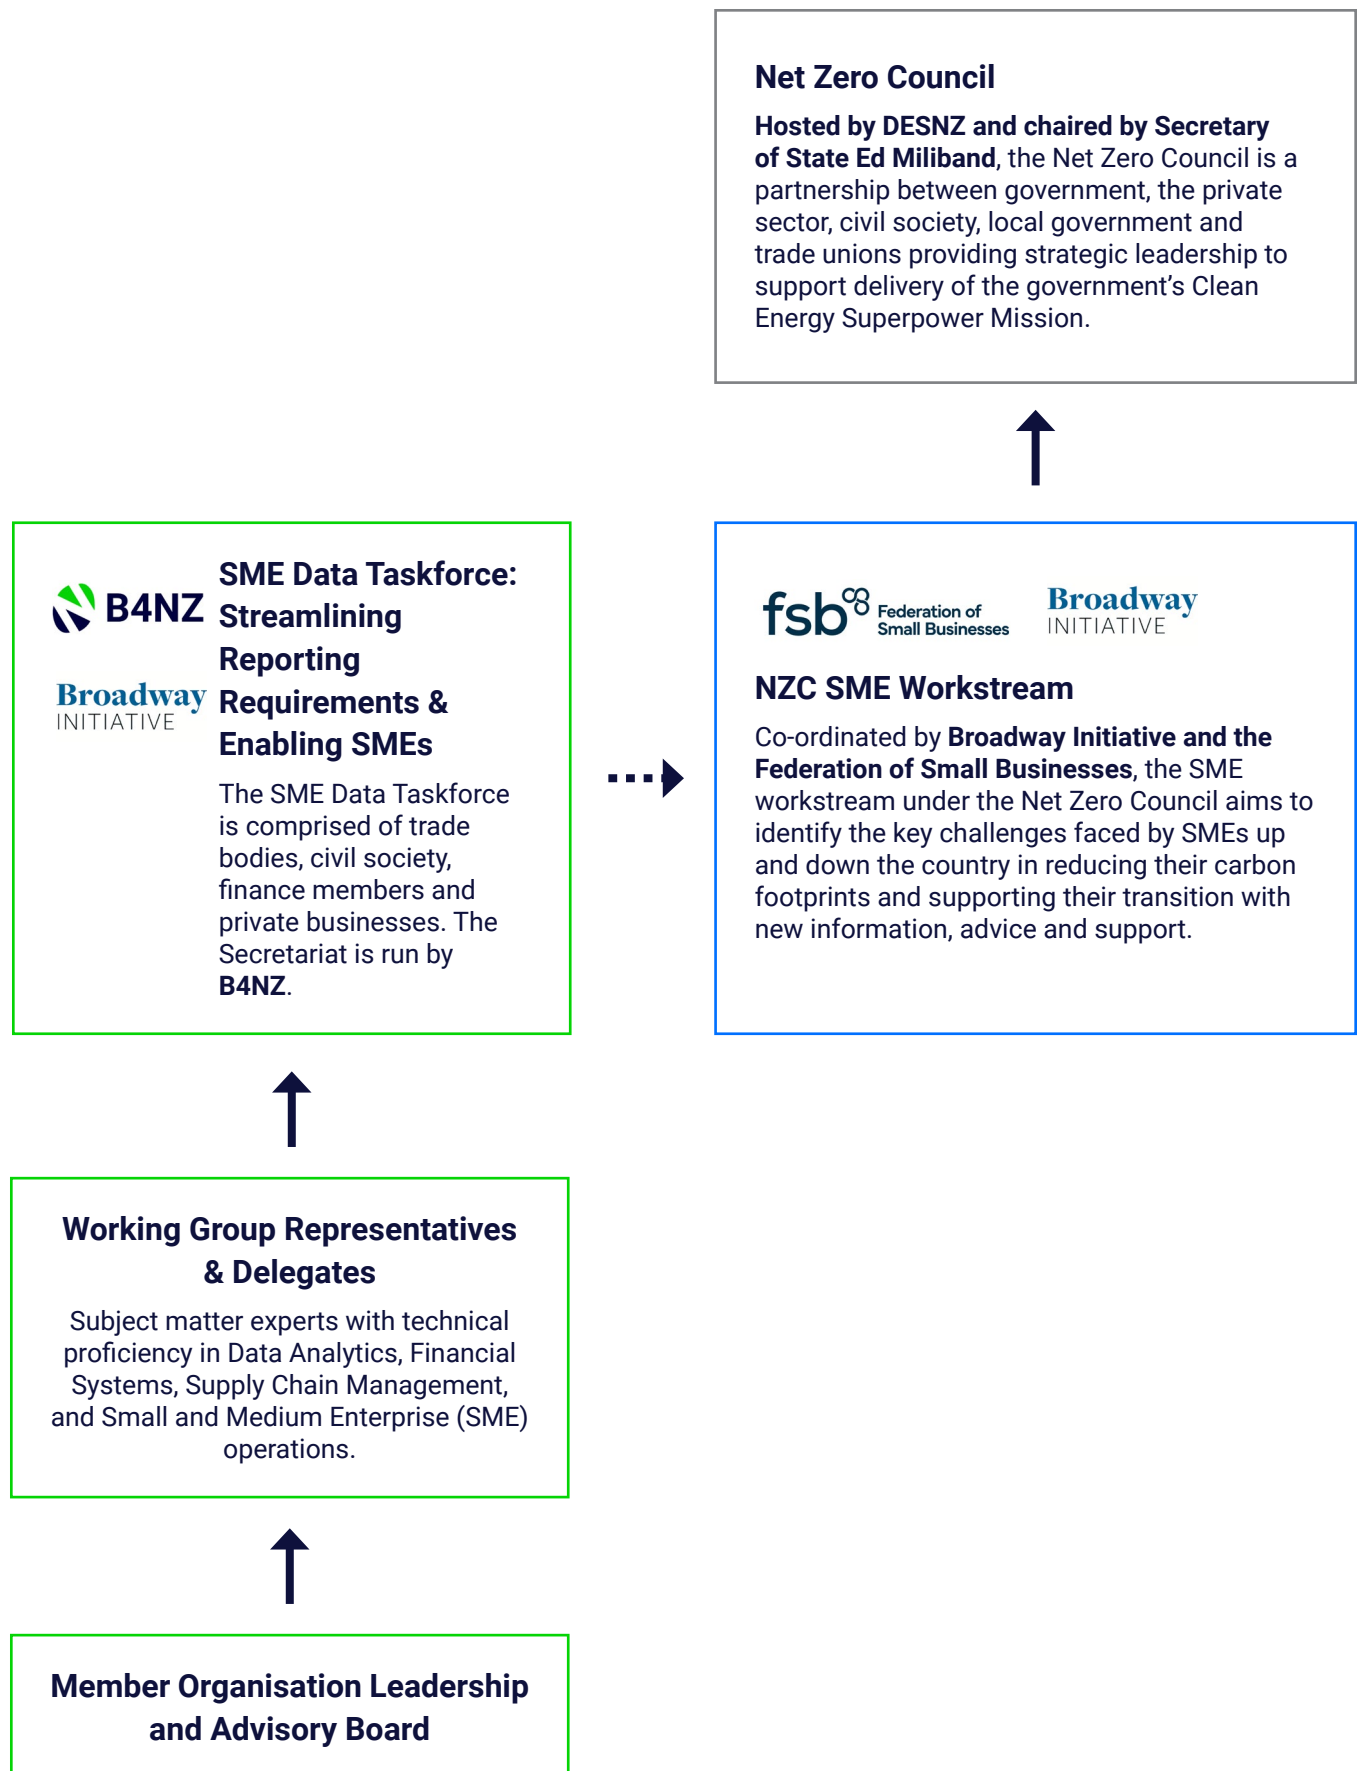 Net Zero Council
Hosted by DESNZ and chaired by Secretary
of State Ed Miliband, the Net Zero Council is a
partnership between government, the private
sector, civil society, local government and
trade unions providing strategic leadership to
support delivery of the government’s Clean
Energy Superpower Mission.
B4NZ
Broadway
INITIATIVE
SME Data Taskforce:
Streamlining
Reporting
Requirements &
Enabling SMEs
The SME Data Taskforce
is comprised of trade
bodies, civil society,
finance members and
private businesses. The
Secretariat is run by
B4NZ.
fsb Federation of
Small Businesses
Broadway
INITIATIVE
NZC SME Workstream
Co-ordinated by Broadway Initiative and the
Federation of Small Businesses, the SME
workstream under the Net Zero Council aims to
identify the key challenges faced by SMEs up
and down the country in reducing their carbon
footprints and supporting their transition with
new information, advice and support.
Working Group Representatives
& Delegates
Subject matter experts with technical
proficiency in Data Analytics, Financial
Systems, Supply Chain Management,
and Small and Medium Enterprise (SME)
operations.
Member Organisation Leadership
and Advisory Board